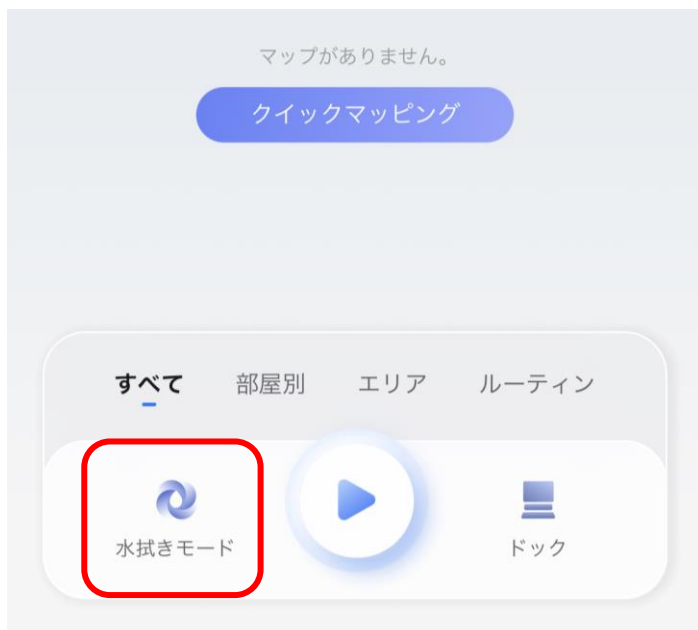 マップがありません。
クイックマッピング
すべて 部屋別 エリア ルーティン
水拭きモード ドック